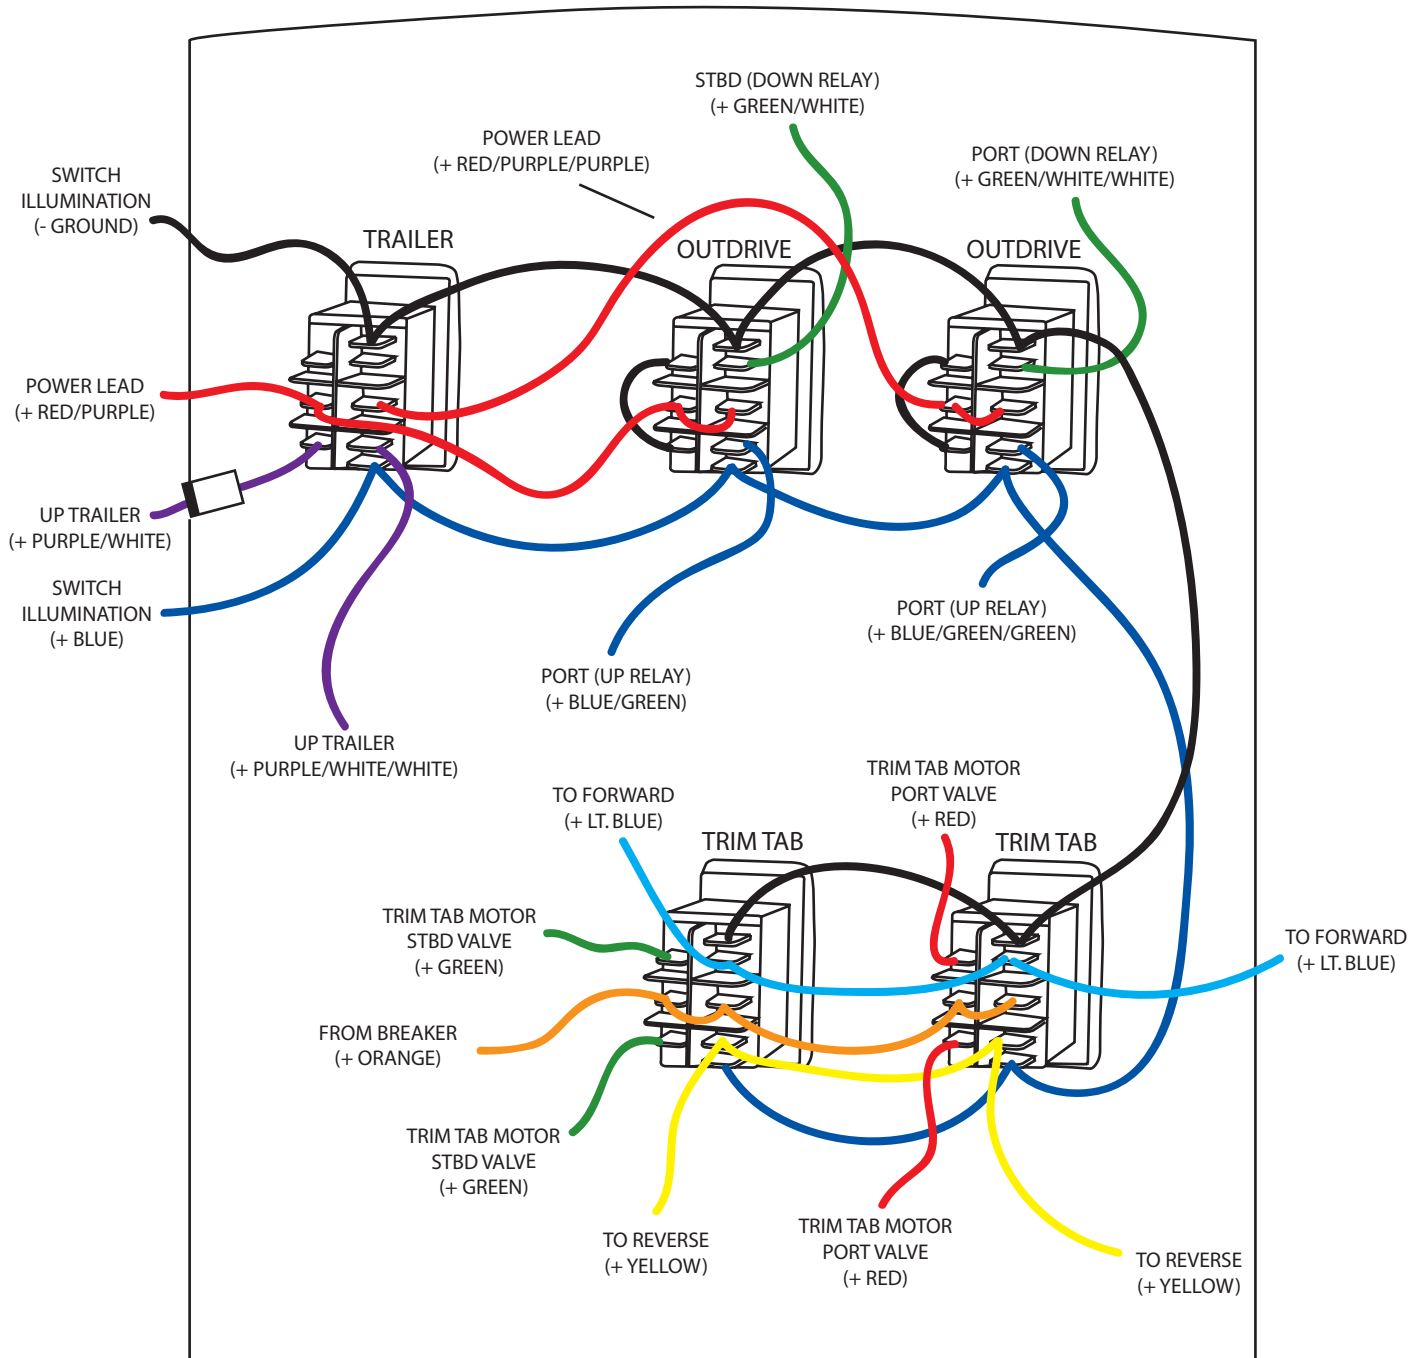 STBD (DOWN RELAY)
(+ GREEN/WHITE)
POWER LEAD
(+ RED/PURPLE/PURPLE)
PORT (DOWN RELAY)
(+ GREEN/WHITE/WHITE)
SWITCH
ILLUMINATION
(- GROUND)
TRAILER
OUTDRIVE
OUTDRIVE
POWER LEAD
(+ RED/PURPLE)
UP TRAILER
(+ PURPLE/WHITE)
SWITCH
ILLUMINATION
(+ BLUE)
PORT (UP RELAY)
(+ BLUE/GREEN/GREEN)
PORT (UP RELAY)
(+ BLUE/GREEN)
UP TRAILER
(+ PURPLE/WHITE/WHITE)
TO FORWARD
(+ LT. BLUE)
TRIM TAB MOTOR
PORT VALVE
(+ RED)
TRIM TAB
TRIM TAB
TRIM TAB MOTOR
STBD VALVE
(+ GREEN)
TO FORWARD
(+ LT. BLUE)
FROM BREAKER
(+ ORANGE)
TRIM TAB MOTOR
STBD VALVE
(+ GREEN)
TO REVERSE
(+ YELLOW)
TRIM TAB MOTOR
PORT VALVE
(+ RED)
TO REVERSE
(+ YELLOW)